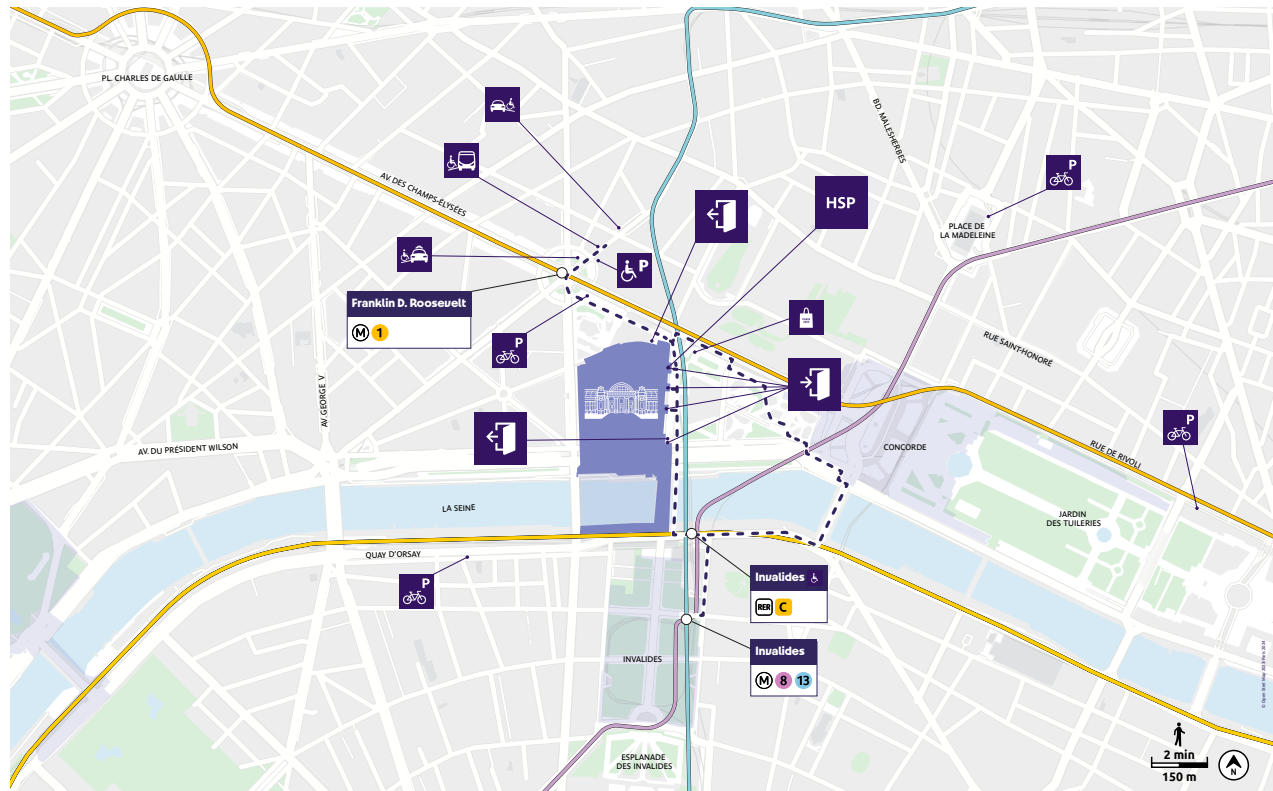 PL. CHARLES DE GAULLE
BD. MALESHERBES
AV. DES CHAMPS-ÉLYSÉES
P
HSP
PLACE DE
LA MADELEINE
P
Franklin D. Roosevelt
M 1
P
RUE SAINT-HONORÉ
AV. GEORGE V
AV. DU PRÉSIDENT WILSON
P
CONCORDE
RUE DE RIVOLI
LA SEINE
JARDIN
DES TUILERIES
QUAY D'ORSAY
P
Invalides
RER C
Invalides
M 8 13
INVALIDES
ESPLANADE
DES INVALIDES
2 min
150 m
N